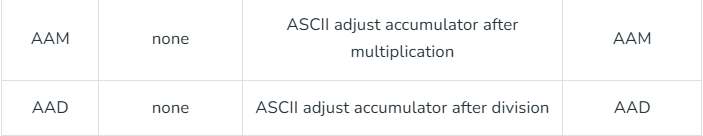 AAM none ASCII adjust accumulator after AAM
multiplication
AAD none ASCII adjust accumulator after division AAD